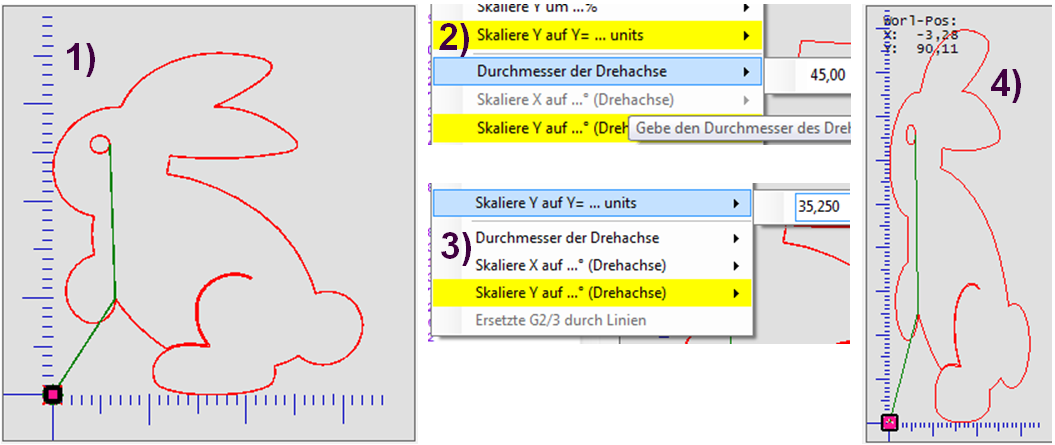 1)
2)
Skaliere Y um ...%
Skaliere Y auf Y= ... units
Durchmesser der Drehachse
45,00
Skaliere X auf ...° (Drehachse)
Skaliere Y auf ...° (Dreh
Gebe den Durchmesser des Dreh
3)
Skaliere Y auf Y= ... units
35,250
Durchmesser der Drehachse
Skaliere X auf ...° (Drehachse)
Skaliere Y auf ...° (Drehachse)
Ersetzte G2/3 durch Linien
4)
Worl-Pos:
X: -3,28
Y: 90,11